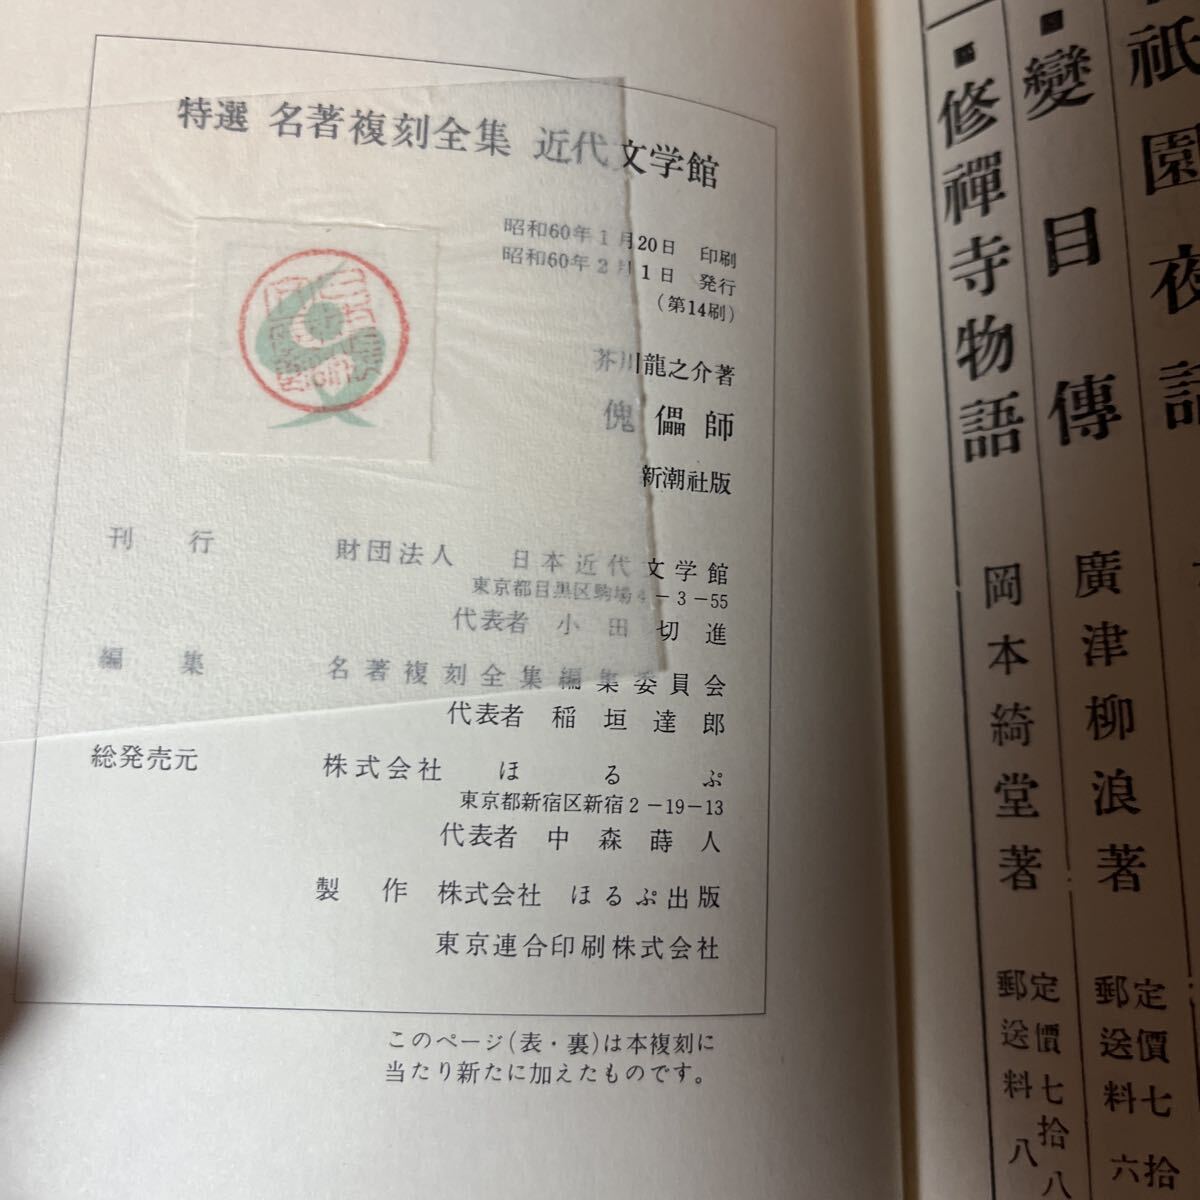 特選 名著複刻全集 近代文学館
昭和60年1月20日 印刷
昭和60年2月1日 発行
(第14刷)
芥川龍之介著
傀儡師
新潮社版
刊行 財団法人 日本近代文学館
東京都目黒区駒場4-3-55
代表者 小田切進
編集 名著複刻全集編集委員会
代表者 稲垣達郎
総発売元 株式会社 ほるぷ
東京都新宿区新宿2-19-13
代表者 中森蒔人
製作 株式会社 ほるぷ出版
東京連合印刷株式会社
このページ(表・裏)は本複刻に
当たり新たに加えたものです。
祇園夜話
變目傳 廣津柳浪著 定價七拾 郵送料六
修禪寺物語 岡本綺堂著 定價七拾八 郵送料八